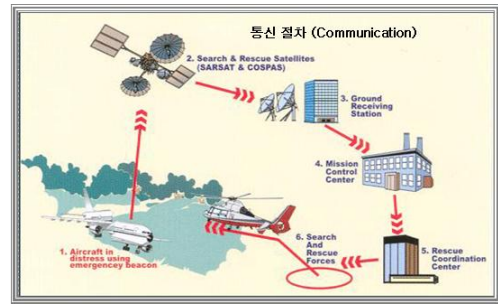 통신 절차 (Communication)
2. Search & Rescue Satellites
(SARSAT & COSPAS)
3. Ground
Receiving
Station
4. Mission
Control
Center
5. Rescue
Coordination
Center
6. Search
And
Rescue
Forces
1. Aircraft in
distress using
emergencey beacon